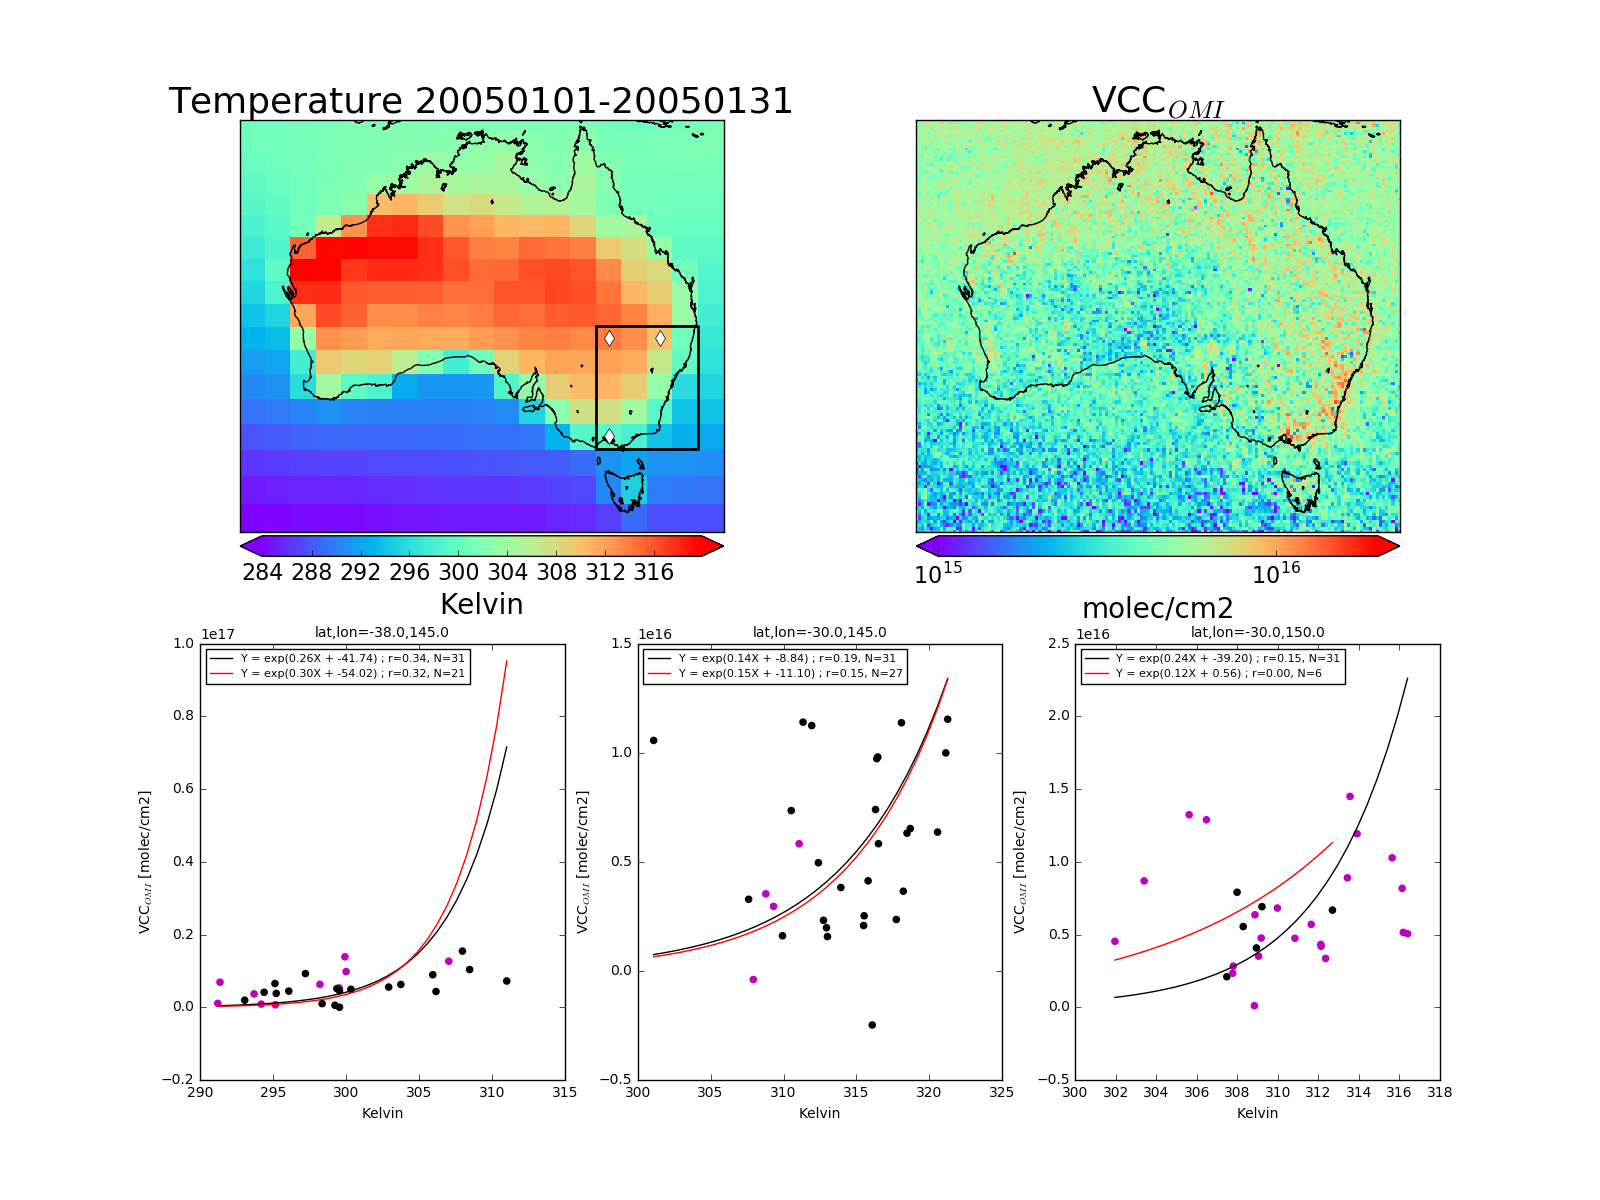 Temperature 20050101-20050131
VCC_OMI
284 288 292 296 300 304 308 312 316
Kelvin
10^15 10^16
molec/cm2
1e17
lat,lon=-38.0,145.0
Y = exp(0.26X + -41.74) ; r=0.34, N=31
Y = exp(0.30X + -54.02) ; r=0.32, N=21
1.0
0.8
0.6
0.4
0.2
0.0
−0.2
VCC_OMI [molec/cm2]
290 295 300 305 310 315
Kelvin
1e16
lat,lon=-30.0,145.0
Y = exp(0.14X + -8.84) ; r=0.19, N=31
Y = exp(0.15X + -11.10) ; r=0.15, N=27
1.5
1.0
0.5
0.0
−0.5
VCC_OMI [molec/cm2]
300 305 310 315 320 325
Kelvin
1e16
lat,lon=-30.0,150.0
Y = exp(0.24X + -39.20) ; r=0.15, N=31
Y = exp(0.12X + 0.56) ; r=0.00, N=6
2.5
2.0
1.5
1.0
0.5
0.0
−0.5
VCC_OMI [molec/cm2]
300 302 304 306 308 310 312 314 316 318
Kelvin